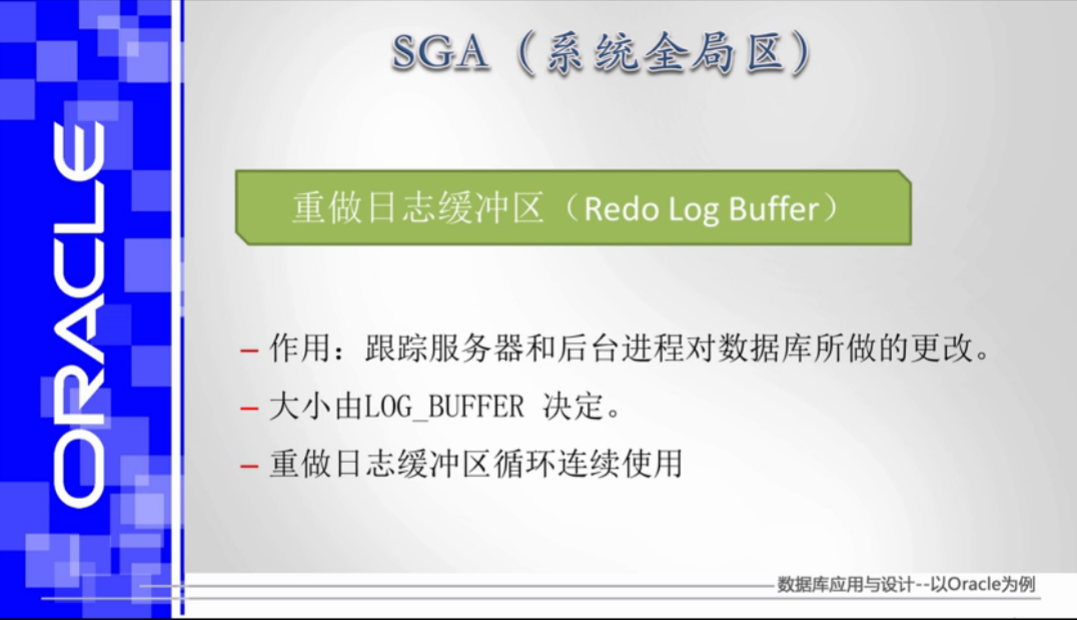 SGA（系统全局区）
ORACLE
重做日志缓冲区（Redo Log Buffer）
– 作用：跟踪服务器和后台进程对数据库所做的更改。
– 大小由LOG_BUFFER 决定。
– 重做日志缓冲区循环连续使用
数据库应用与设计--以Oracle为例